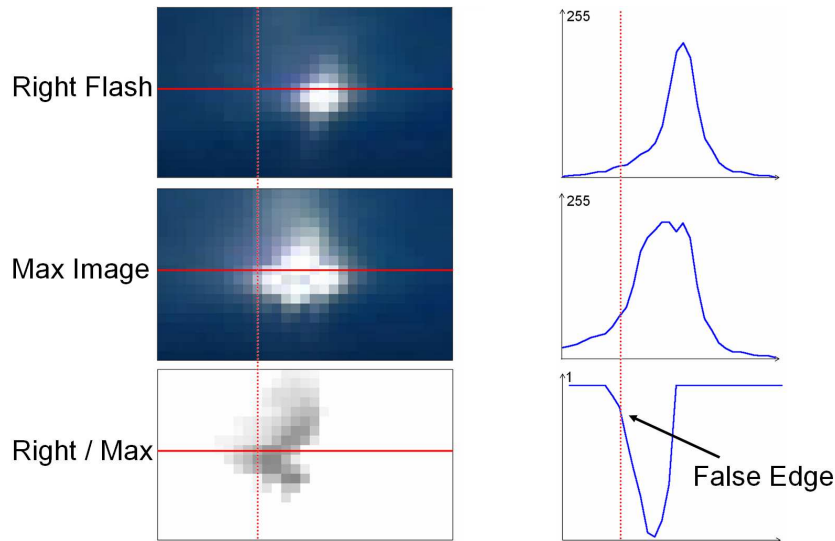 Right Flash
255
Max Image
255
Right / Max
1
False Edge